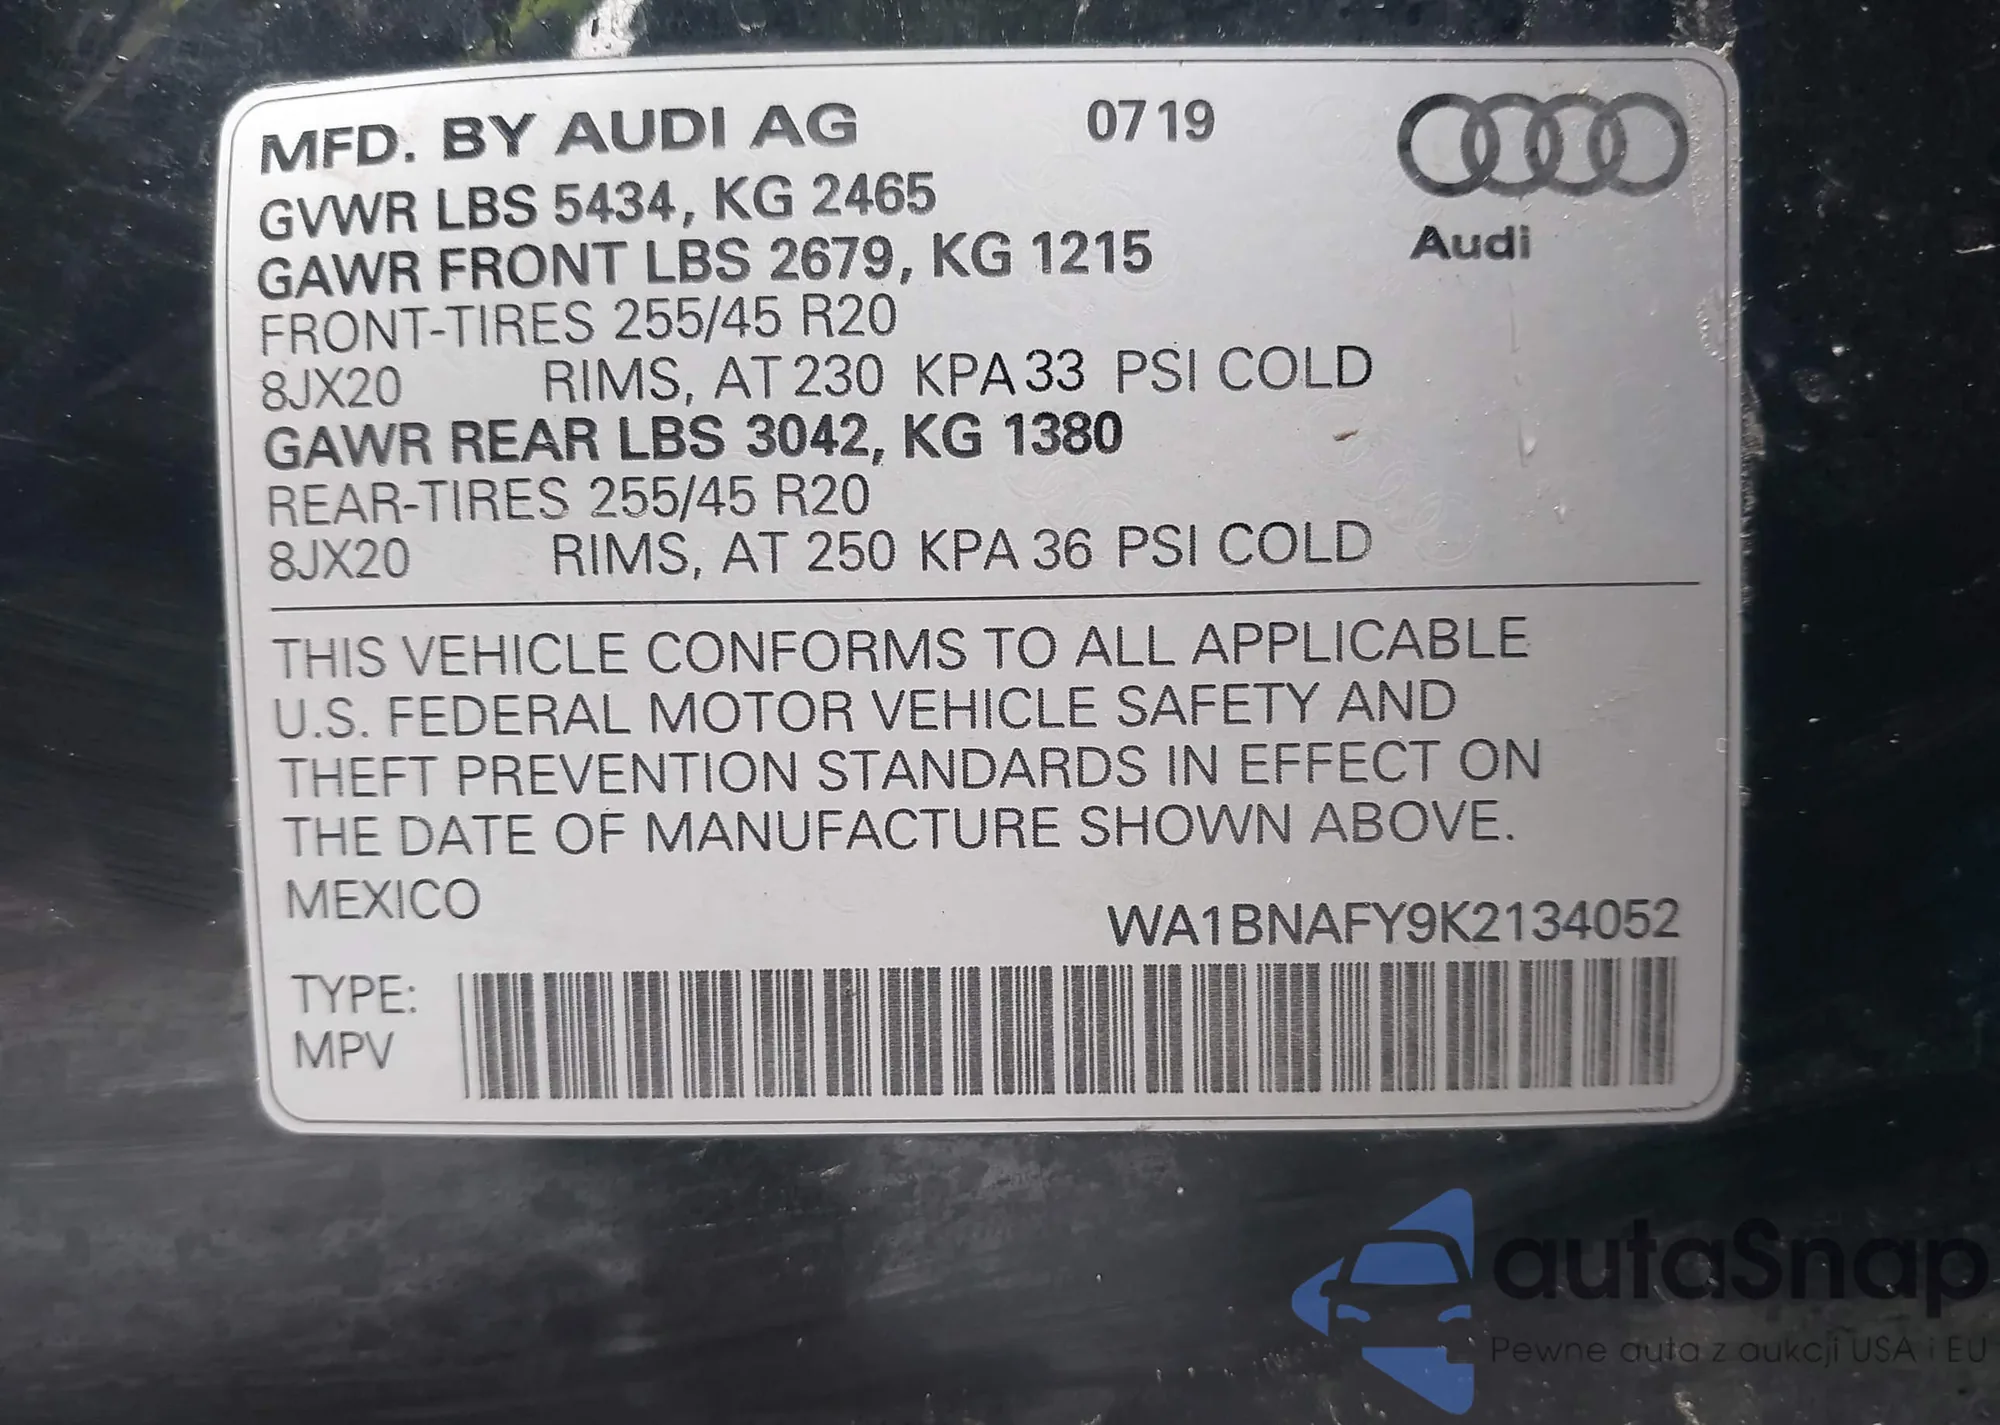 MFD. BY AUDI AG 07 19
GVWR LBS 5434, KG 2465
Audi
GAWR FRONT LBS 2679, KG 1215
FRONT-TIRES 255/45 R20
8JX20 RIMS, AT 230 KPA 33 PSI COLD
GAWR REAR LBS 3042, KG 1380
REAR-TIRES 255/45 R20
8JX20 RIMS, AT 250 KPA 36 PSI COLD
THIS VEHICLE CONFORMS TO ALL APPLICABLE
U.S. FEDERAL MOTOR VEHICLE SAFETY AND
THEFT PREVENTION STANDARDS IN EFFECT ON
THE DATE OF MANUFACTURE SHOWN ABOVE.
MEXICO
WA1BNAFY9K2134052
TYPE:
MPV
autaSnap
Pewne auta z aukcji USA i EU